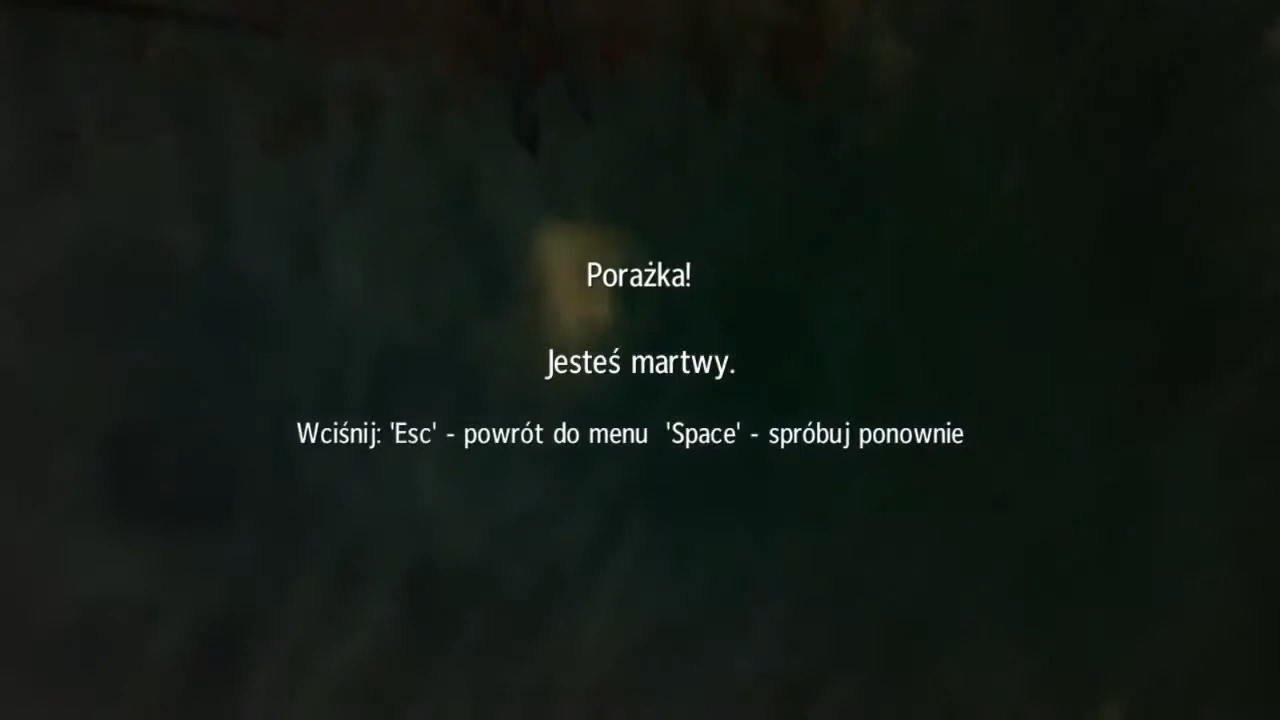 Porażka!
Jesteś martwy.
Wciśnij: 'Esc' - powrót do menu  'Space' - spróbuj ponownie